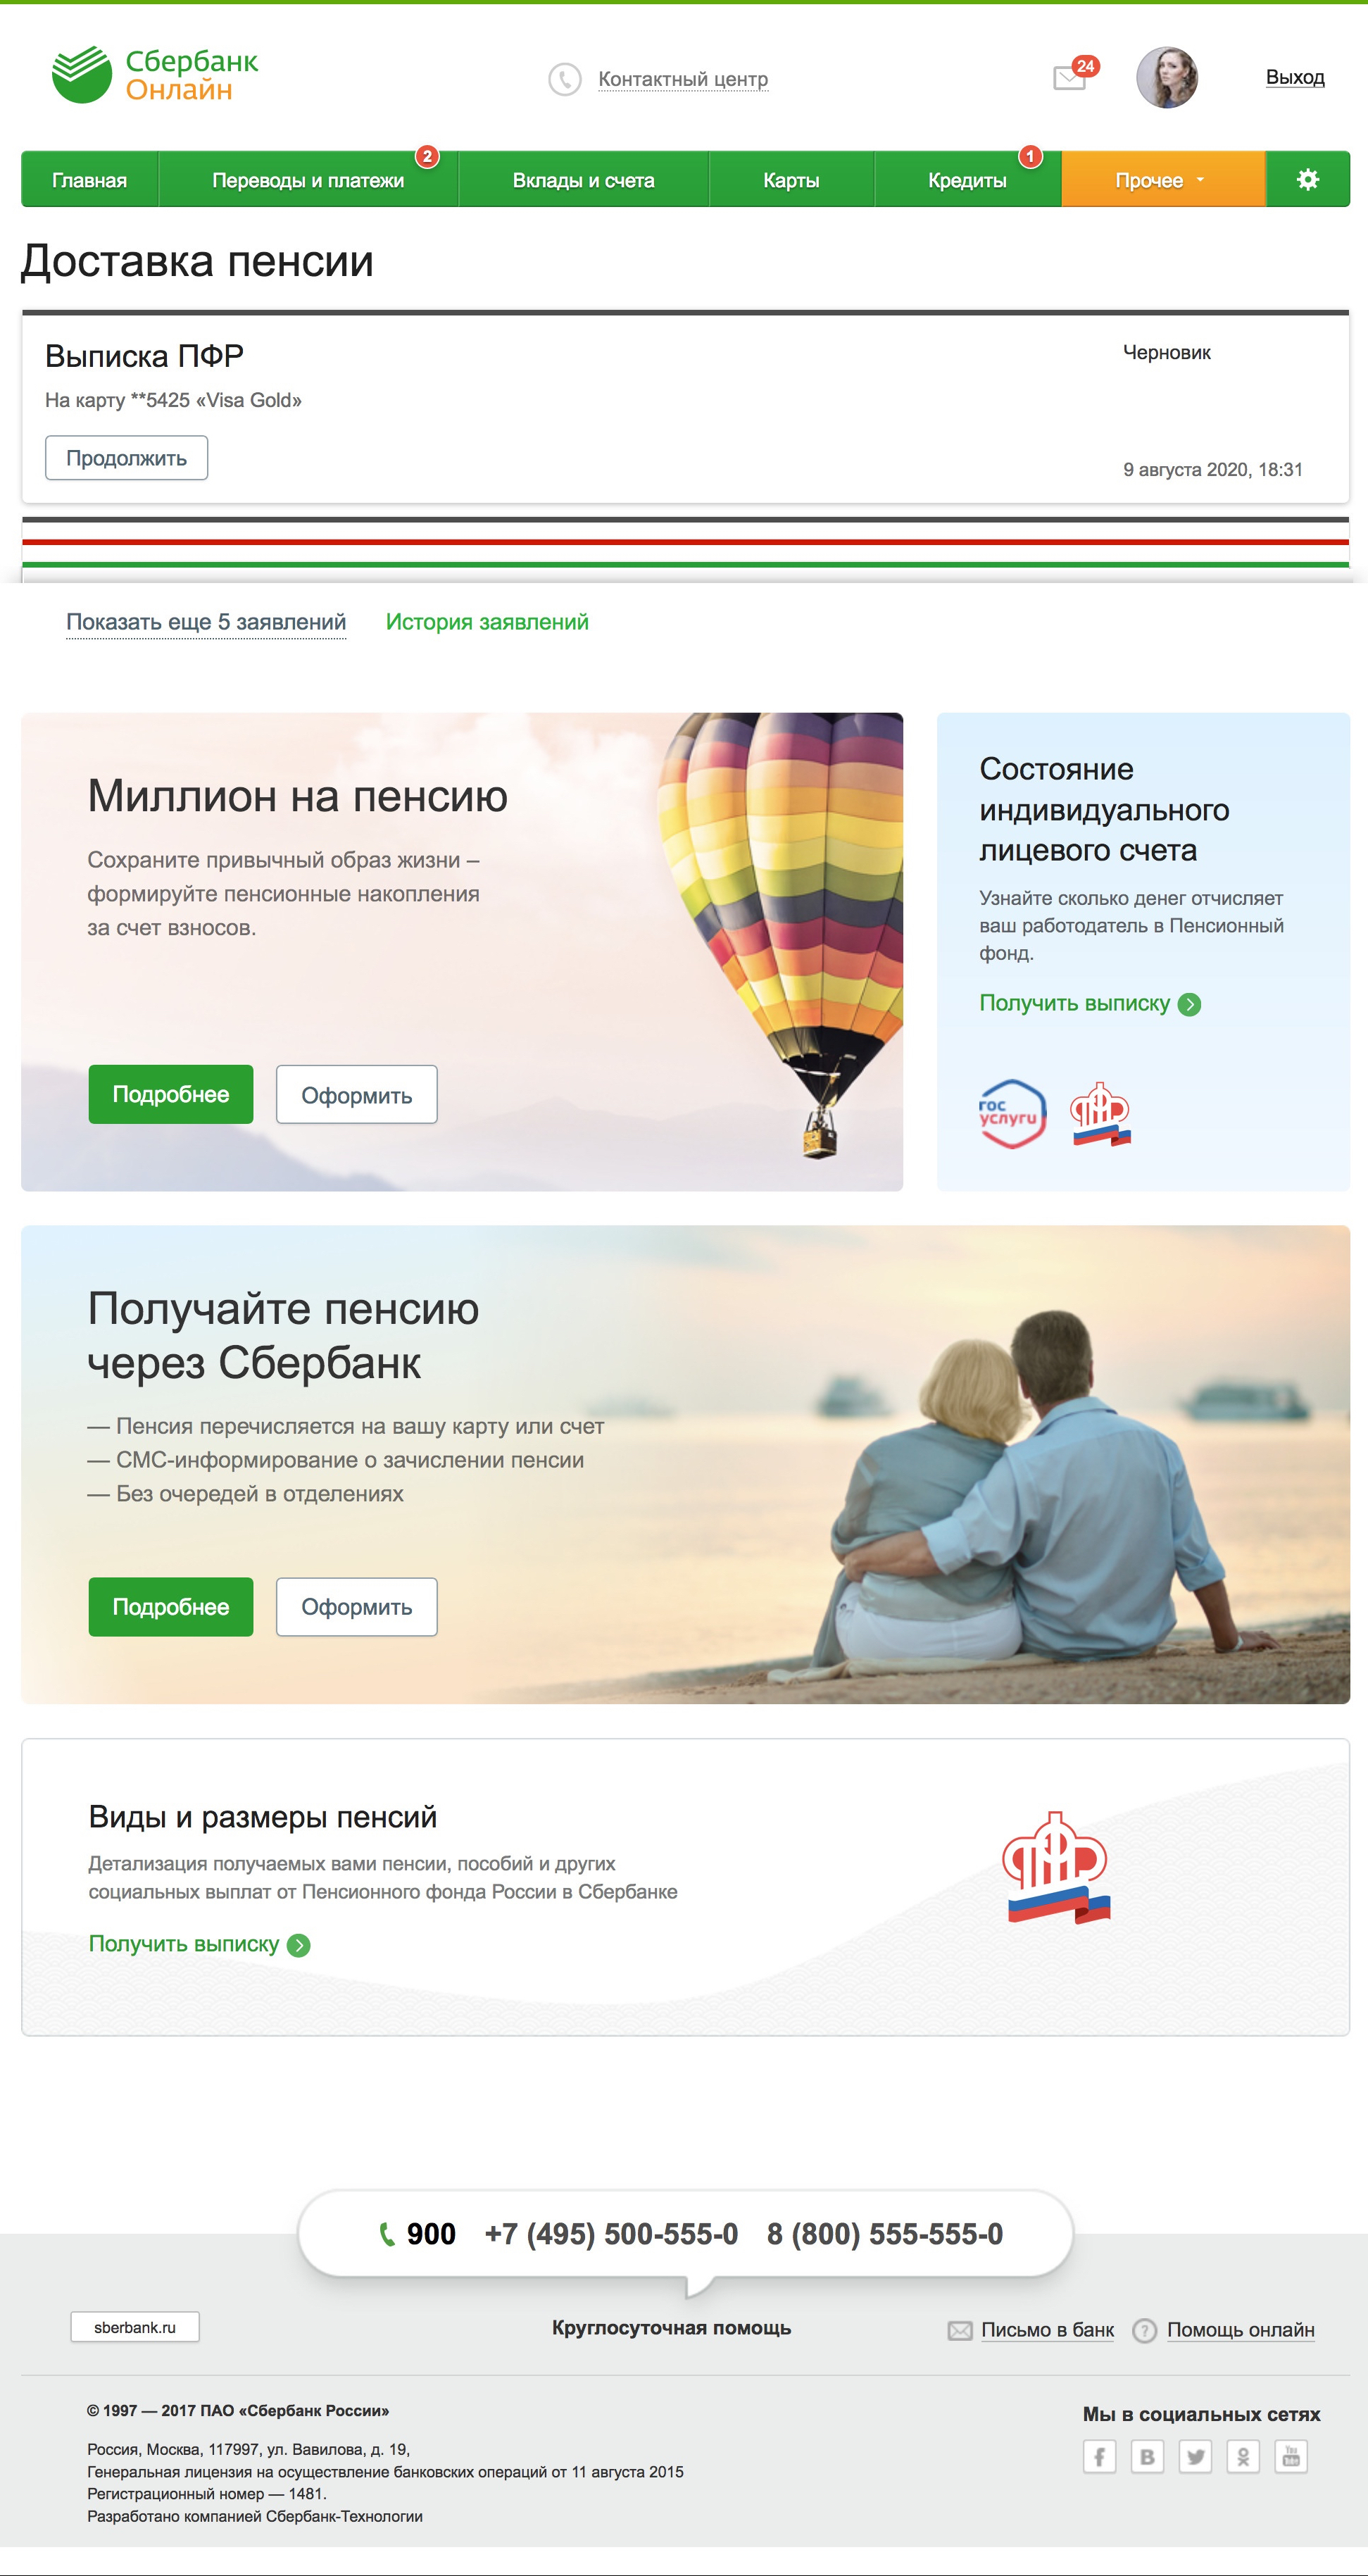 Сбербанк
Онлайн
Контактный центр
24
Выход
Главная
Переводы и платежи
2
Вклады и счета
Карты
Кредиты
1
Прочее
Доставка пенсии
Выписка ПФР
Черновик
На карту **5425 «Visa Gold»
Продолжить
9 августа 2020, 18:31
Показать еще 5 заявлений
История заявлений
Миллион на пенсию
Сохраните привычный образ жизни –
формируйте пенсионные накопления
за счет взносов.
Подробнее
Оформить
Состояние
индивидуального
лицевого счета
Узнайте сколько денег отчисляет
ваш работодатель в Пенсионный
фонд.
Получить выписку
гос
услуги
Получайте пенсию
через Сбербанк
— Пенсия перечисляется на вашу карту или счет
— СМС-информирование о зачислении пенсии
— Без очередей в отделениях
Подробнее
Оформить
Виды и размеры пенсий
Детализация получаемых вами пенсии, пособий и других
социальных выплат от Пенсионного фонда России в Сбербанке
Получить выписку
900 +7 (495) 500-555-0 8 (800) 555-555-0
sberbank.ru
Круглосуточная помощь
Письмо в банк
? Помощь онлайн
© 1997 — 2017 ПАО «Сбербанк России»
Мы в социальных сетях
Россия, Москва, 117997, ул. Вавилова, д. 19,
Генеральная лицензия на осуществление банковских операций от 11 августа 2015
Регистрационный номер — 1481.
Разработано компанией Сбербанк-Технологии
f
B
You Tube